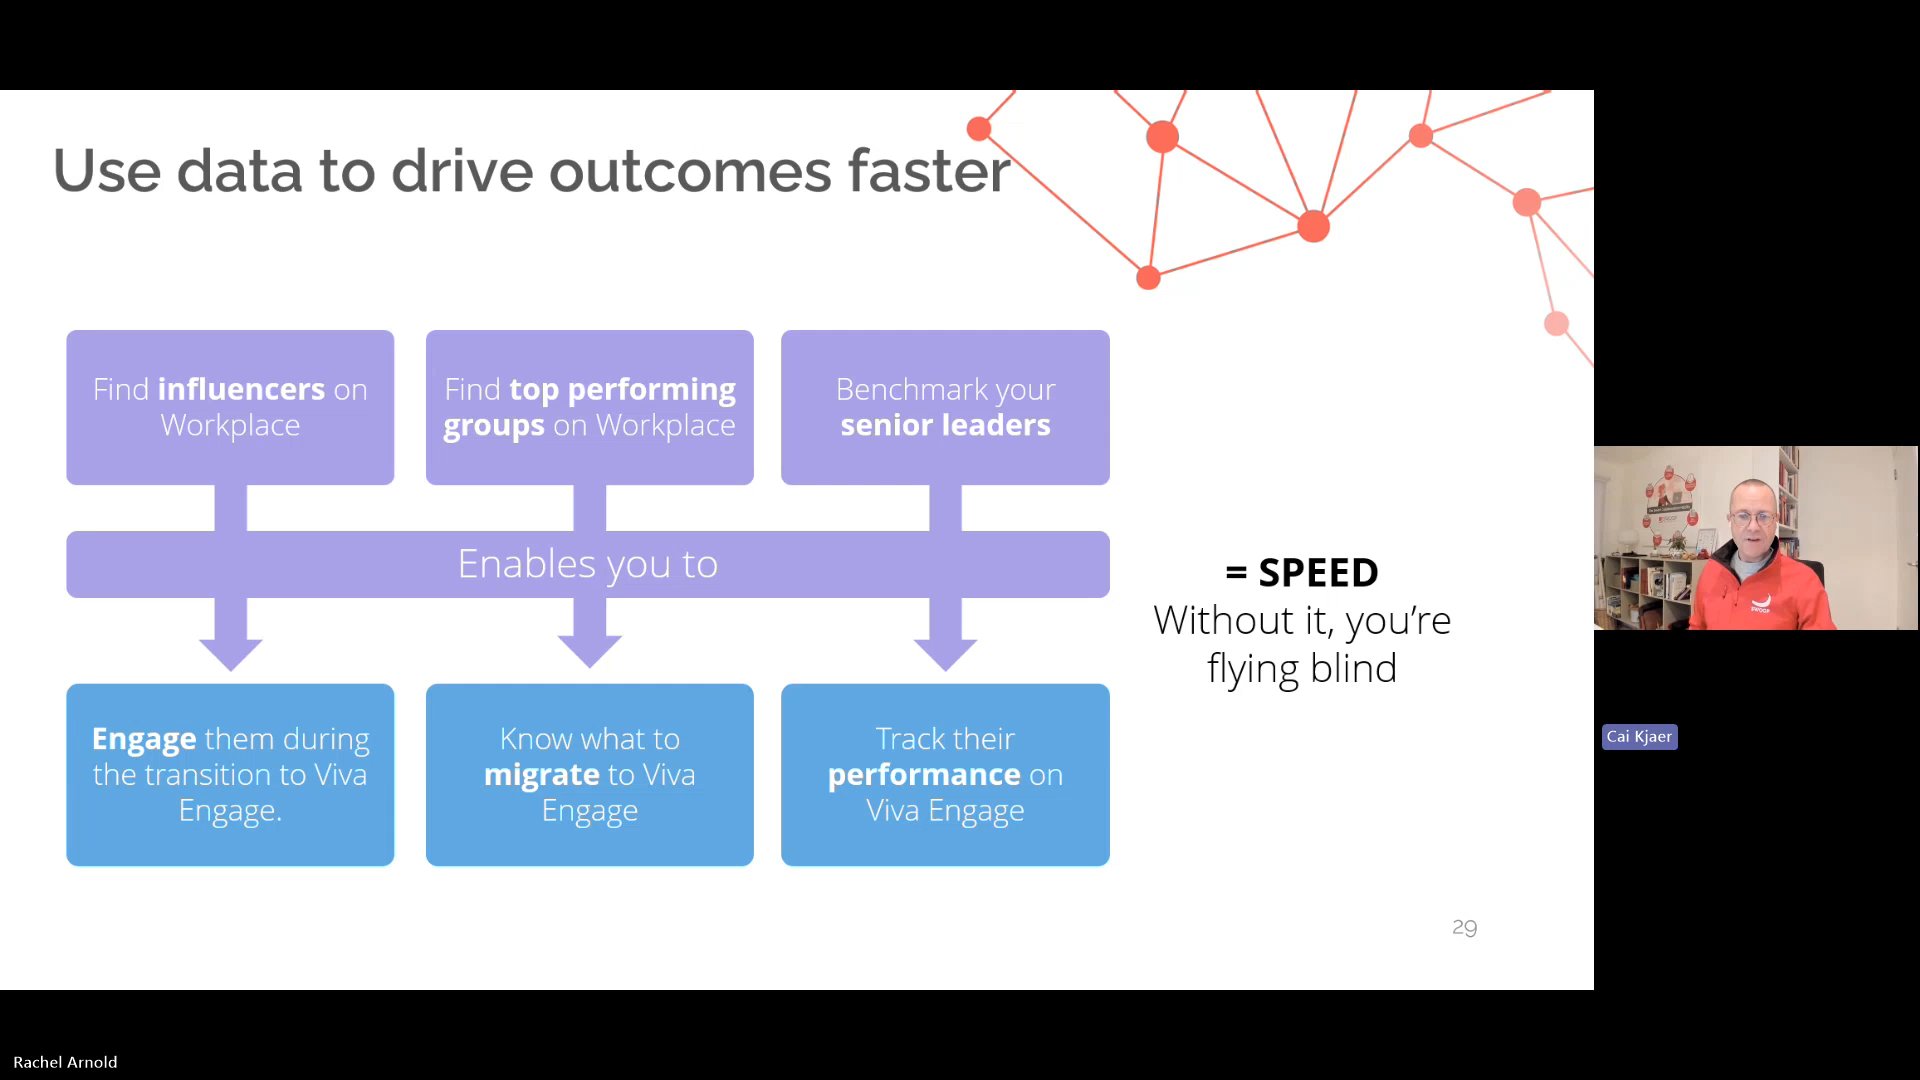 Use data to drive outcomes faster
Find influencers on
Workplace
Find top performing
groups on Workplace
Benchmark your
senior leaders
Enables you to
Engage them during
the transition to Viva
Engage.
Know what to
migrate to Viva
Engage
Track their
performance on
Viva Engage
= SPEED
Without it, you’re
flying blind
29
SWOOP
Cai Kjaer
Rachel Arnold